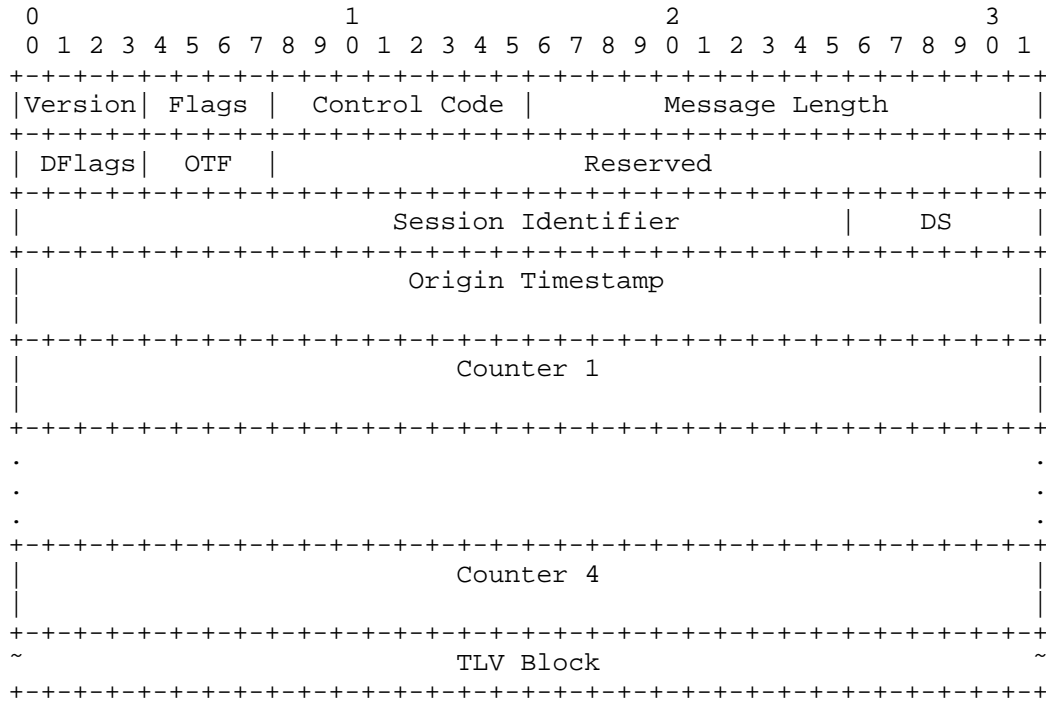 0                   1                   2                   3
 0 1 2 3 4 5 6 7 8 9 0 1 2 3 4 5 6 7 8 9 0 1 2 3 4 5 6 7 8 9 0 1
+-+-+-+-+-+-+-+-+-+-+-+-+-+-+-+-+-+-+-+-+-+-+-+-+-+-+-+-+-+-+-+-+
|Version| Flags |  Control Code |        Message Length         |
+-+-+-+-+-+-+-+-+-+-+-+-+-+-+-+-+-+-+-+-+-+-+-+-+-+-+-+-+-+-+-+-+
| DFlags|  OTF  |                   Reserved                    |
+-+-+-+-+-+-+-+-+-+-+-+-+-+-+-+-+-+-+-+-+-+-+-+-+-+-+-+-+-+-+-+-+
|                       Session Identifier          |    DS     |
+-+-+-+-+-+-+-+-+-+-+-+-+-+-+-+-+-+-+-+-+-+-+-+-+-+-+-+-+-+-+-+-+
|                        Origin Timestamp                       |
|                                                               |
+-+-+-+-+-+-+-+-+-+-+-+-+-+-+-+-+-+-+-+-+-+-+-+-+-+-+-+-+-+-+-+-+
|                           Counter 1                           |
|                                                               |
+-+-+-+-+-+-+-+-+-+-+-+-+-+-+-+-+-+-+-+-+-+-+-+-+-+-+-+-+-+-+-+-+
.                                                               .
.                                                               .
.                                                               .
+-+-+-+-+-+-+-+-+-+-+-+-+-+-+-+-+-+-+-+-+-+-+-+-+-+-+-+-+-+-+-+-+
|                           Counter 4                           |
|                                                               |
+-+-+-+-+-+-+-+-+-+-+-+-+-+-+-+-+-+-+-+-+-+-+-+-+-+-+-+-+-+-+-+-+
~                           TLV Block                           ~
+-+-+-+-+-+-+-+-+-+-+-+-+-+-+-+-+-+-+-+-+-+-+-+-+-+-+-+-+-+-+-+-+